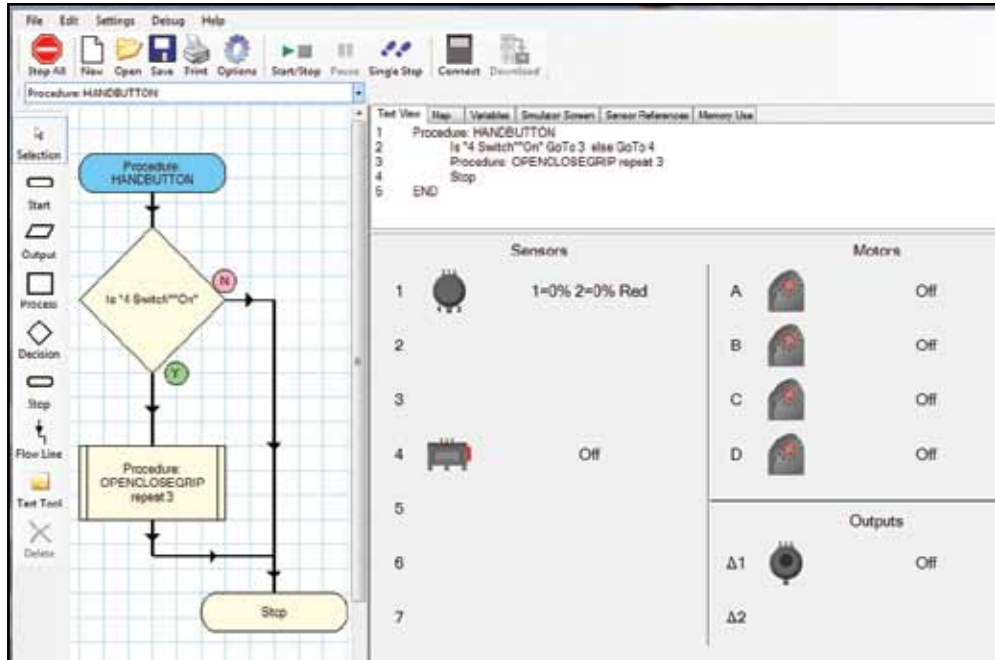 File Edit Settings Debug Help
Stop All New Open Save Print Options Start/Stop Pause Single Step Connect Download
Procedure: HANDBUTTON
Selection
Start
Output
Process
Decision
Stop
Flow Line
Text Tool
Delete
Procedure:
HANDBUTTON
Is "4 Switch""On"
N
Y
Procedure:
OPENCLOSEGRIP
repeat 3
Stop
Text View Map Variables Simulator Screen Sensor References Memory Use
1 Procedure: HANDBUTTON
2 Is "4 Switch""On" GoTo 3 else GoTo 4
3 Procedure: OPENCLOSEGRIP repeat 3
4 Stop
5 END
Sensors
1 1=0% 2=0% Red
2
3
4 Off
5
6
7
Motors
A Off
B Off
C Off
D Off
Outputs
Δ1 Off
Δ2